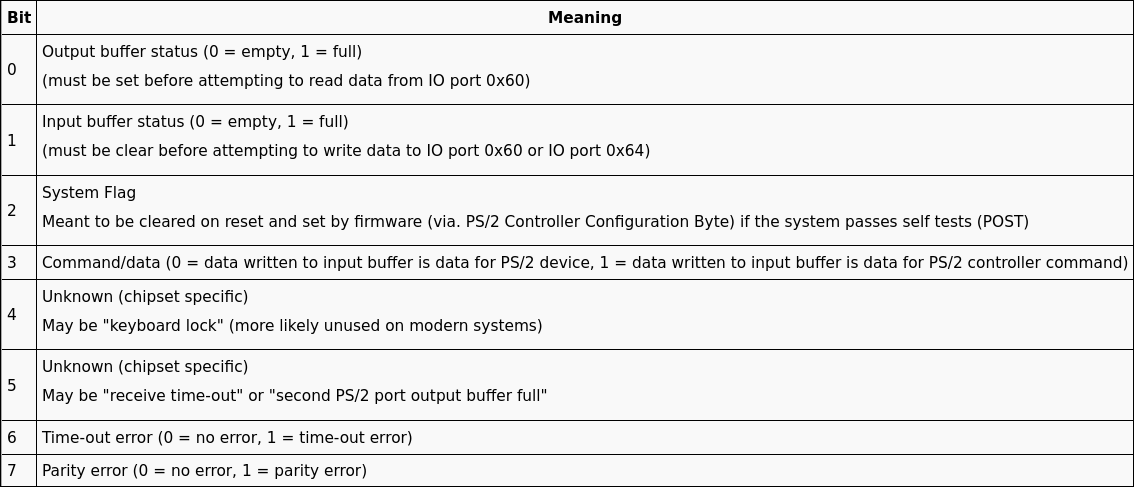 Bit Meaning
0 Output buffer status (0 = empty, 1 = full)
(must be set before attempting to read data from IO port 0x60)
1 Input buffer status (0 = empty, 1 = full)
(must be clear before attempting to write data to IO port 0x60 or IO port 0x64)
2 System Flag
Meant to be cleared on reset and set by firmware (via. PS/2 Controller Configuration Byte) if the system passes self tests (POST)
3 Command/data (0 = data written to input buffer is data for PS/2 device, 1 = data written to input buffer is data for PS/2 controller command)
4 Unknown (chipset specific)
May be "keyboard lock" (more likely unused on modern systems)
5 Unknown (chipset specific)
May be "receive time-out" or "second PS/2 port output buffer full"
6 Time-out error (0 = no error, 1 = time-out error)
7 Parity error (0 = no error, 1 = parity error)